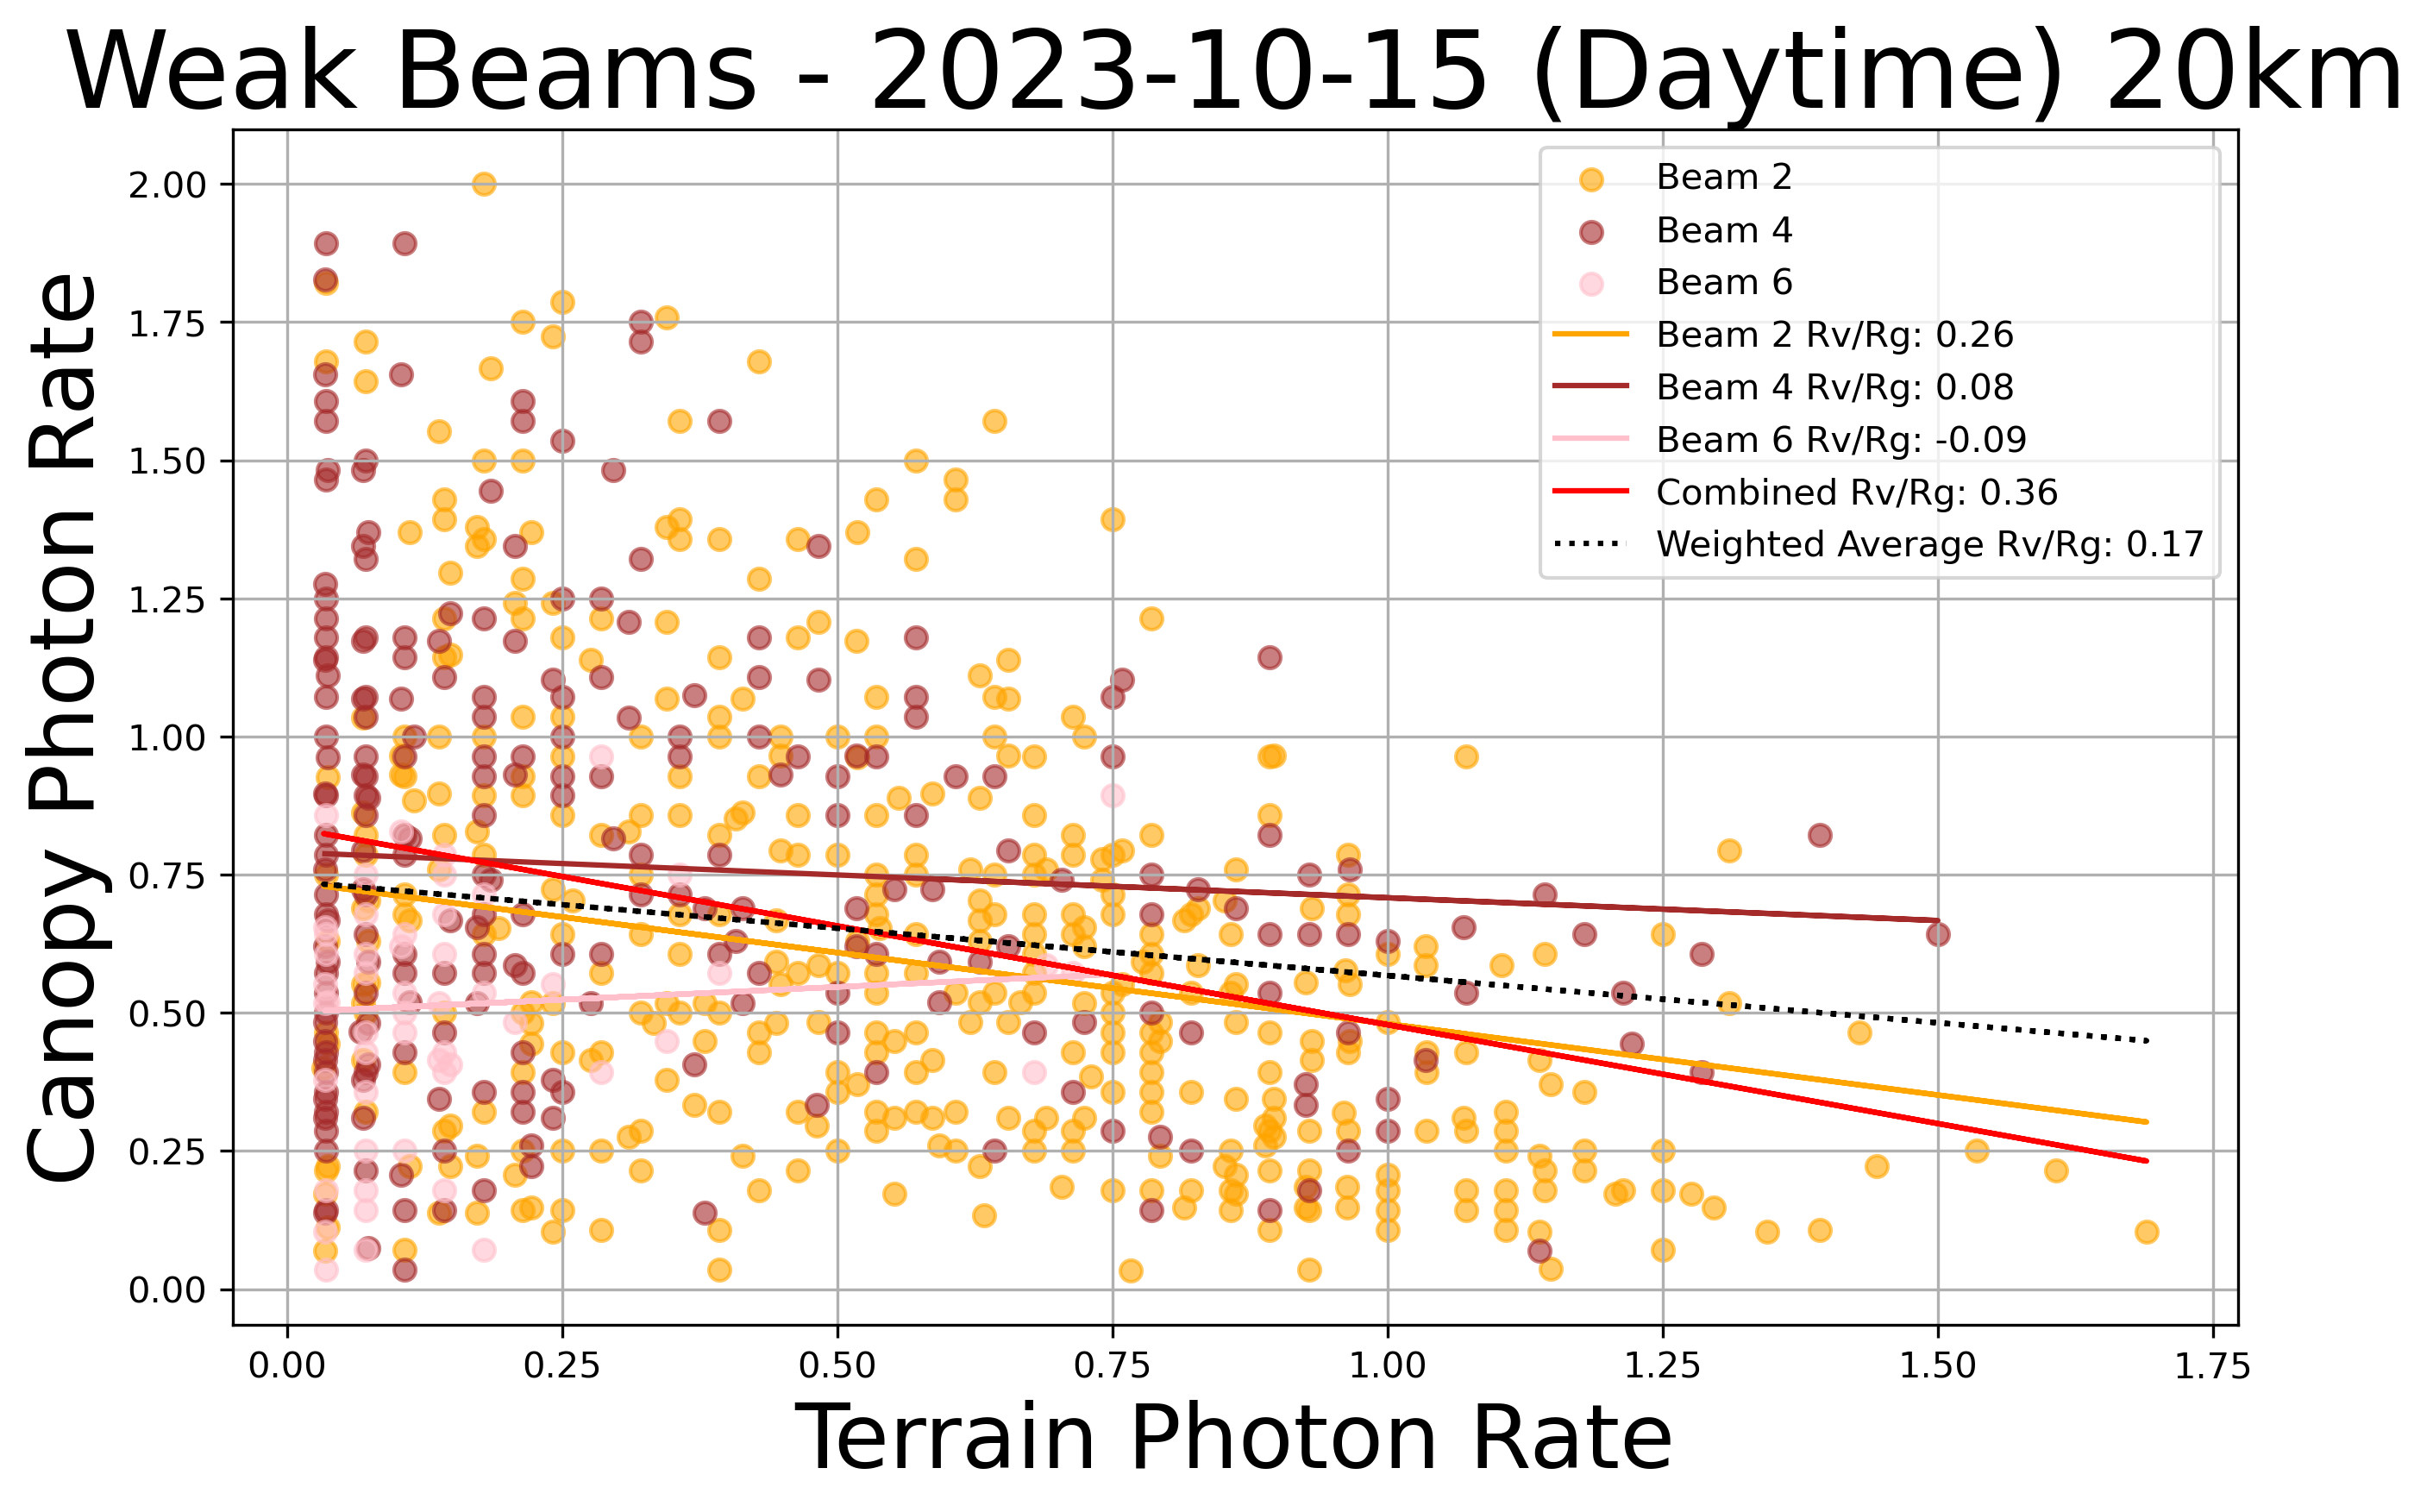 Weak Beams - 2023-10-15 (Daytime) 20km
Canopy Photon Rate
2.00
1.75
1.50
1.25
1.00
0.75
0.50
0.25
0.00
Beam 2
Beam 4
Beam 6
Beam 2 Rv/Rg: 0.26
Beam 4 Rv/Rg: 0.08
Beam 6 Rv/Rg: -0.09
Combined Rv/Rg: 0.36
Weighted Average Rv/Rg: 0.17
0.00 0.25 0.50 0.75 1.00 1.25 1.50 1.75
Terrain Photon Rate